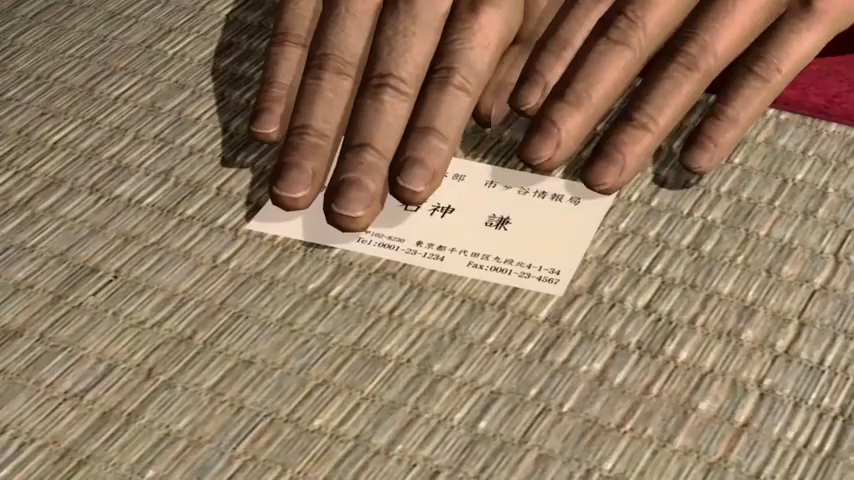 部 市ヶ谷情報局
石神 謙
〒102-8230 東京都千代田区九段北4-1-34
Tel:0001-23-1234 Fax:0001-23-4567